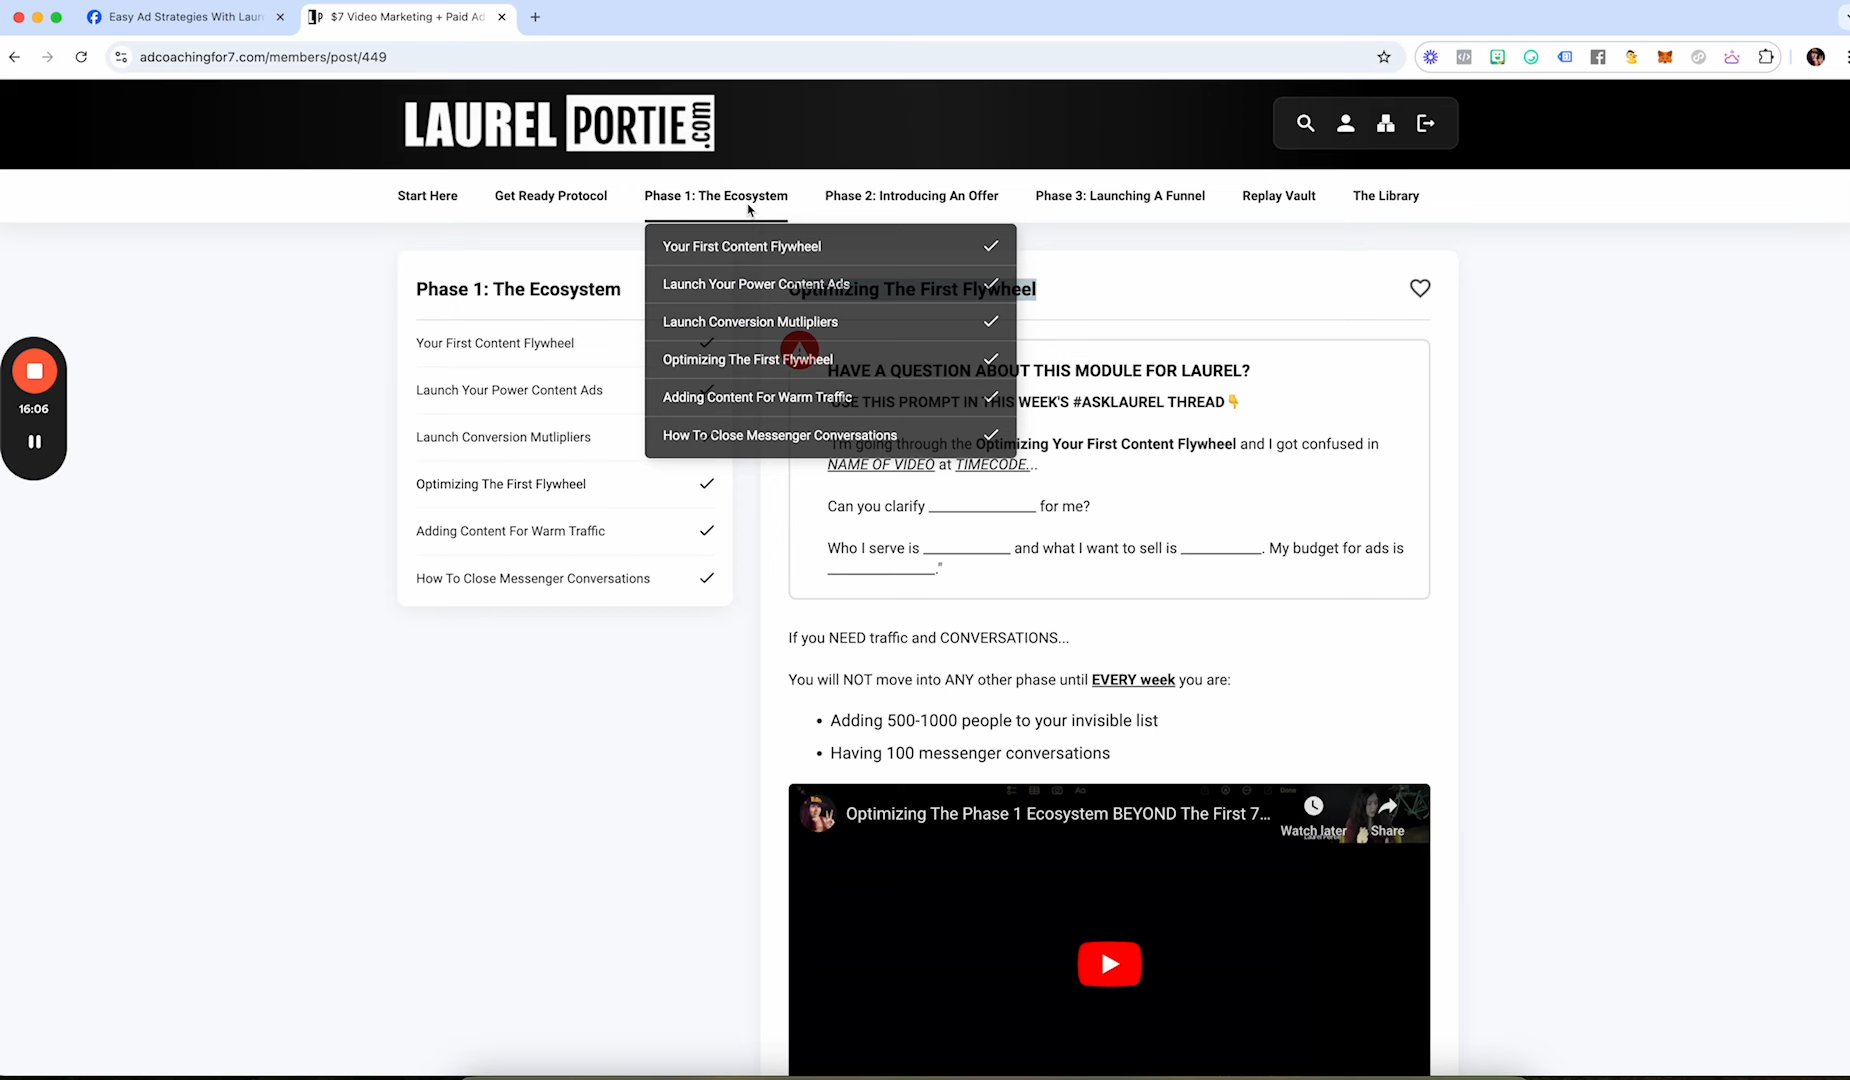 Easy Ad Strategies With Laur
$7 Video Marketing + Paid Ad
adcoachingfor7.com/members/post/449
LAUREL PORTIE.com
Start Here
Get Ready Protocol
Phase 1: The Ecosystem
Phase 2: Introducing An Offer
Phase 3: Launching A Funnel
Replay Vault
The Library
Your First Content Flywheel
Launch Your Power Content Ads
Launch Conversion Mutlipliers
Optimizing The First Flywheel
Adding Content For Warm Traffic
How To Close Messenger Conversations
16:06
Phase 1: The Ecosystem
Your First Content Flywheel
Launch Your Power Content Ads
Launch Conversion Mutlipliers
Optimizing The First Flywheel
Adding Content For Warm Traffic
How To Close Messenger Conversations
Optimizing The First Flywheel
HAVE A QUESTION ABOUT THIS MODULE FOR LAUREL?
USE THIS PROMPT IN THIS WEEK'S #ASKLAUREL THREAD👇
"I'm going through the Optimizing Your First Content Flywheel and I got confused in
NAME OF VIDEO at TIMECODE...
Can you clarify ______________ for me?
Who I serve is ___________ and what I want to sell is __________. My budget for ads is
______________."
If you NEED traffic and CONVERSATIONS...
You will NOT move into ANY other phase until EVERY week you are:
• Adding 500-1000 people to your invisible list
• Having 100 messenger conversations
Optimizing The Phase 1 Ecosystem BEYOND The First 7...
Watch later
Share
Done